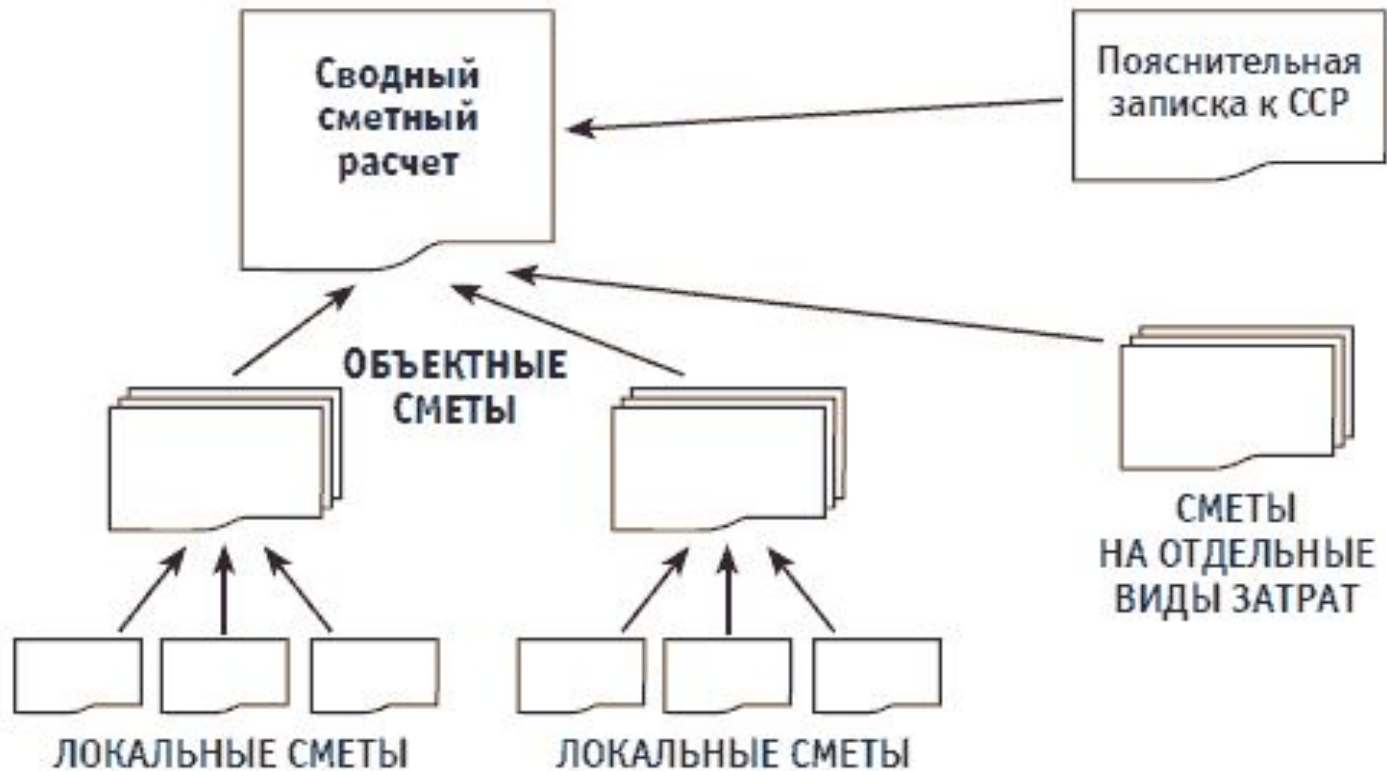 Сводный
сметный
расчет
Пояснительная
записка к ССР
ОБЪЕКТНЫЕ
СМЕТЫ
СМЕТЫ
НА ОТДЕЛЬНЫЕ
ВИДЫ ЗАТРАТ
ЛОКАЛЬНЫЕ СМЕТЫ
ЛОКАЛЬНЫЕ СМЕТЫ